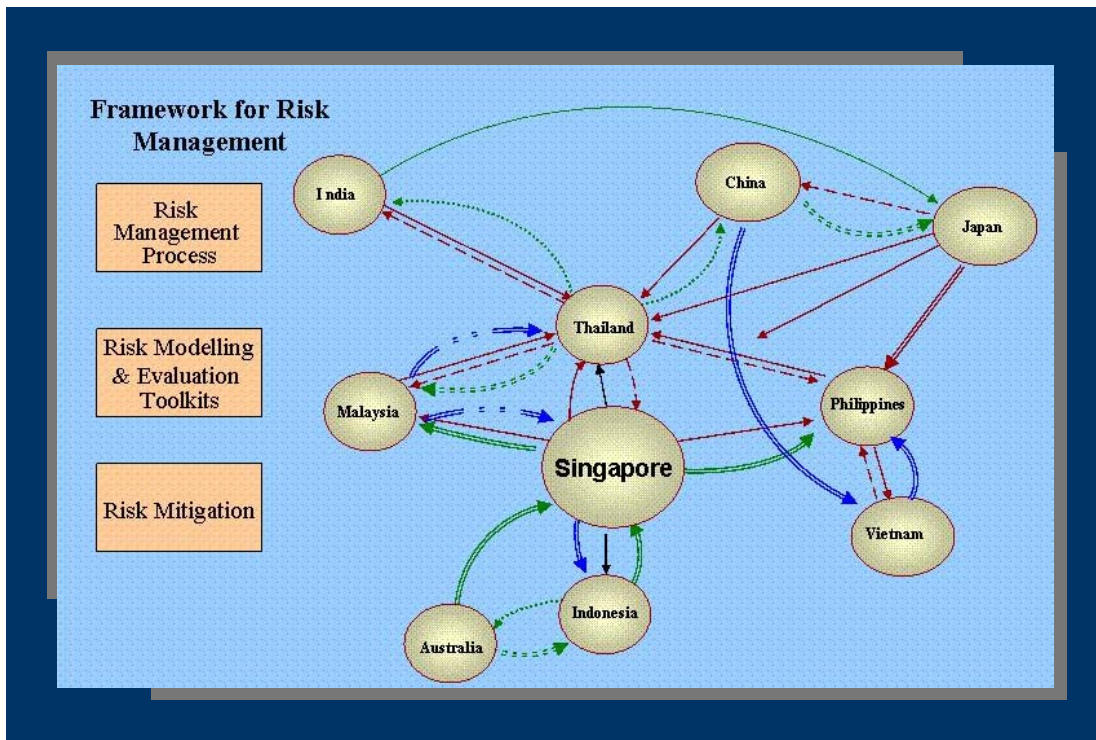 Framework for Risk
Management
Risk
Management
Process
Risk Modelling
& Evaluation
Toolkits
Risk Mitigation
India
China
Japan
Thailand
Malaysia
Philippines
Singapore
Vietnam
Indonesia
Australia